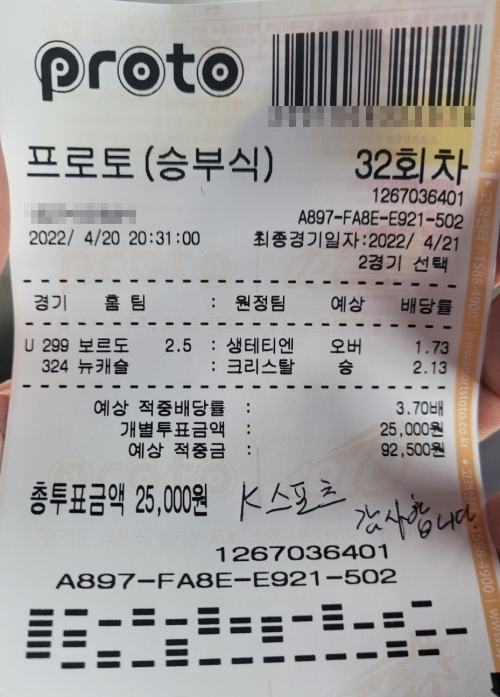 proto
프로토(승부식) 32회차
1267036401
A897-FA8E-E921-502
2022/ 4/20 20:31:00 최종경기일자:2022/ 4/21
2경기 선택
경기 홈 팀 : 원정팀 예상 배당률
U 299 보르도 2.5 : 생테티엔 오버 1.73
324 뉴캐슬 : 크리스탈 승 2.13
예상 적중배당률 : 3.70배
개별투표금액 : 25,000원
예상 적중금 : 92,500원
총투표금액 25,000원 K스포츠
감사합니다
1267036401
A897-FA8E-E921-502
1588-4900